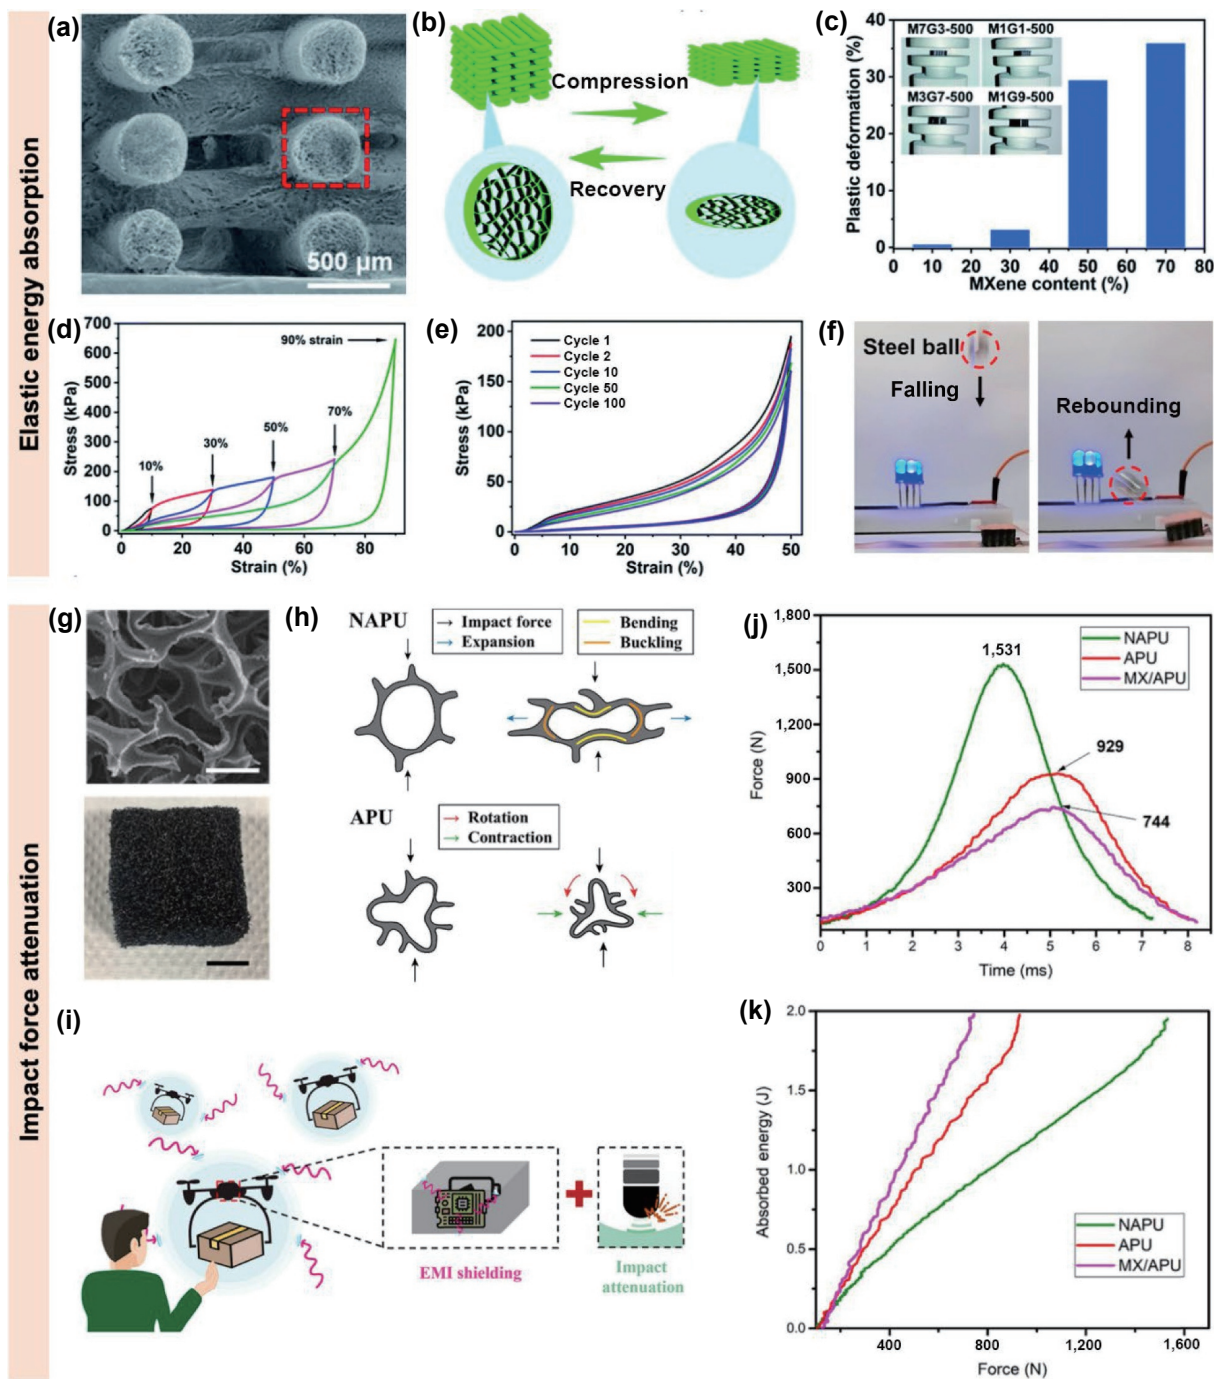 Elastic energy absorption
(a)
500 µm
(b)
Compression
Recovery
(c)
Plastic deformation (%)
40
30
20
10
0
M7G3-500
M1G1-500
M3G7-500
M1G9-500
0 10 20 30 40 50 60 70 80
MXene content (%)
(d)
Stress (kPa)
700
600
500
400
300
200
100
0
90% strain
10%
30%
50%
70%
0 20 40 60 80
Strain (%)
(e)
Stress (kPa)
200
150
100
50
0
Cycle 1
Cycle 2
Cycle 10
Cycle 50
Cycle 100
0 10 20 30 40 50
Strain (%)
(f)
Steel ball
Falling
Rebounding
Impact force attenuation
(g)
(h)
NAPU
Impact force
Expansion
Bending
Buckling
APU
Rotation
Contraction
(j)
Force (N)
1,800
1,500
1,200
900
600
300
1,531
929
744
NAPU
APU
MX/APU
0 1 2 3 4 5 6 7 8
Time (ms)
(i)
EMI shielding
Impact
attenuation
(k)
Absorbed energy (J)
2.0
1.5
1.0
0.5
0.0
NAPU
APU
MX/APU
400 800 1,200 1,600
Force (N)